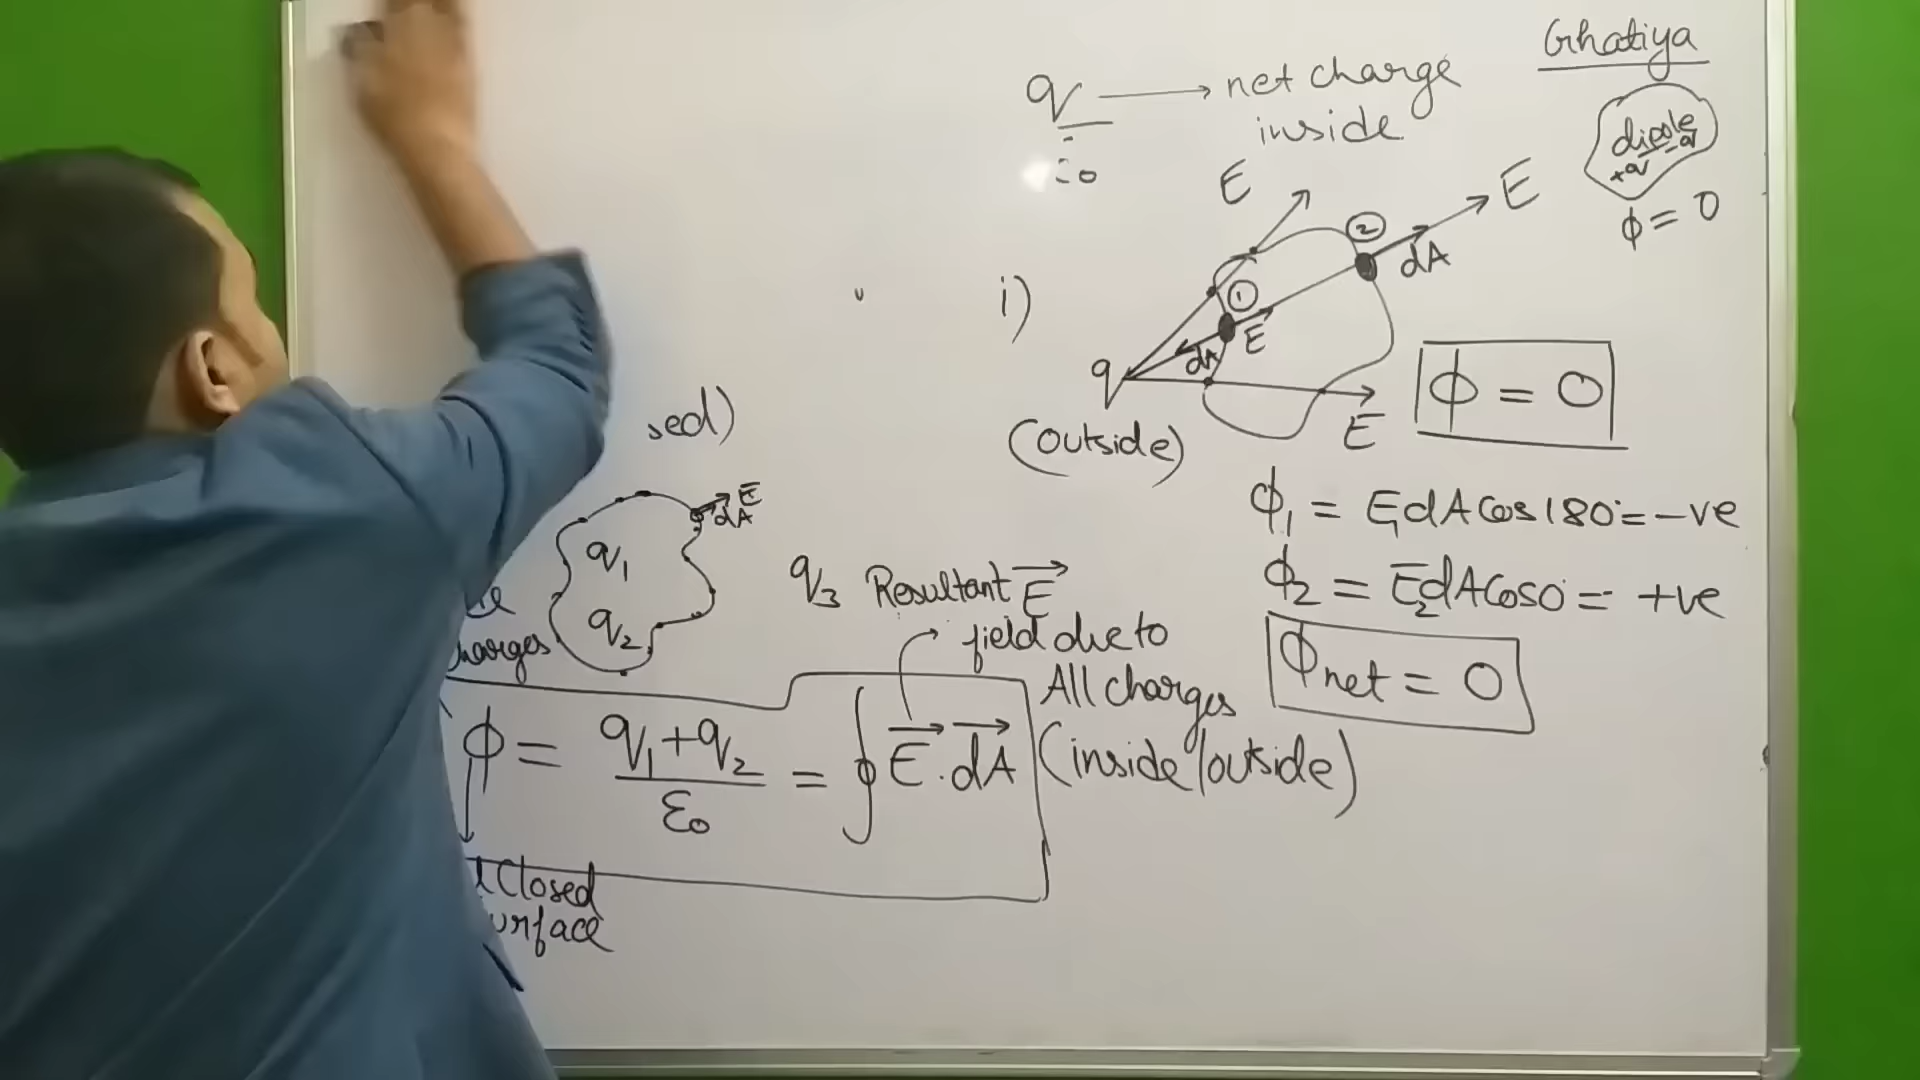 Ghatiya
q → net charge
inside
ε0
dipole
+q -q
ϕ = 0
E
E
②
dA
①
i)
E
dA
q
(outside)
E
ϕ = 0
sed)
E
dA
q1
q2
ϕ1 = E1dA cos180 = -ve
ϕ2 = E2dA cos0 = +ve
ϕnet = 0
q3 Resultant E
field due to
All charges
(inside/outside)
charges
ϕ = q1+q2 / ε0 = ∮ E⃗ . dA⃗
Closed
urface